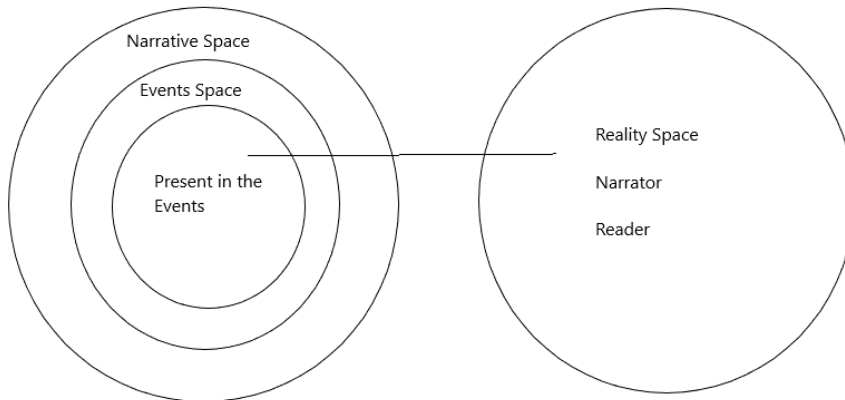 Narrative Space
Events Space
Present in the
Events
Reality Space
Narrator
Reader